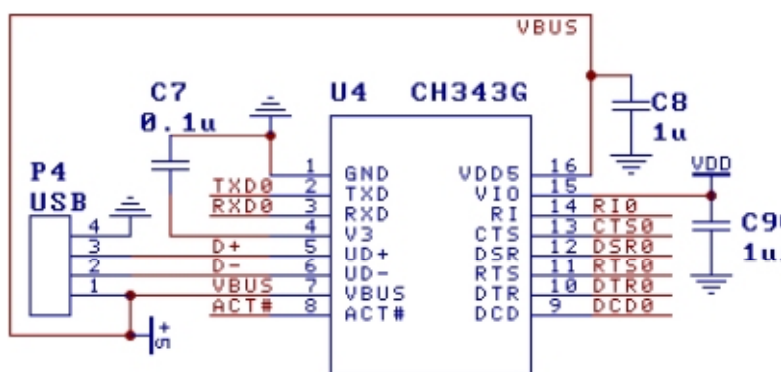 VBUS
C7
0.1u
U4 CH343G
C8
1u
P4
USB
VDD
1 GND VDD5 16
TXD0 2 TXD VIO 15
RXD0 3 RXD RI 14 RI0
4 4 V3 CTS 13 CTS0
3 D+ 5 UD+ DSR 12 DSR0
2 D- 6 UD- RTS 11 RTS0
1 VBUS 7 VBUS DTR 10 DTR0
ACT# 8 ACT# DCD 9 DCD0
+5
1u